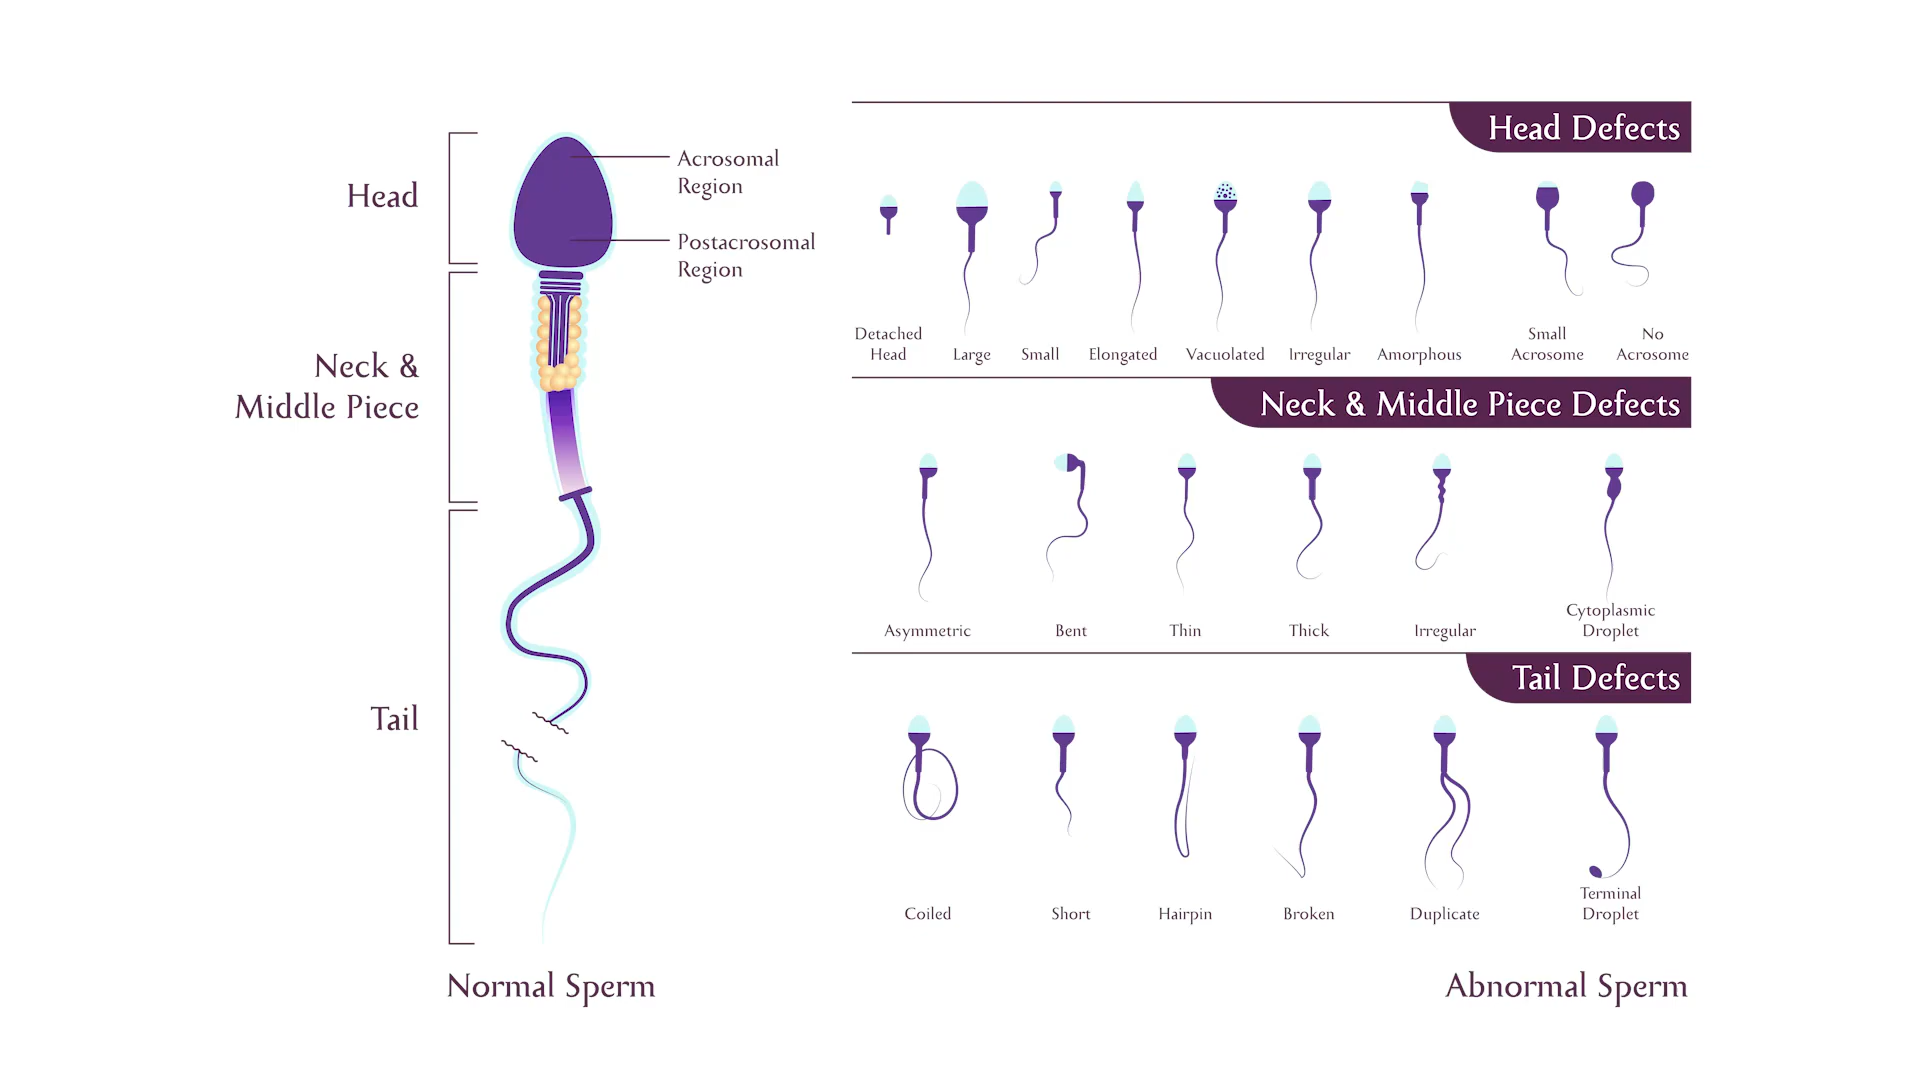 Head
Acrosomal
Region
Postacrosomal
Region
Neck &
Middle Piece
Tail
Normal Sperm
Head Defects
Detached
Head
Large
Small
Elongated
Vacuolated
Irregular
Amorphous
Small
Acrosome
No
Acrosome
Neck & Middle Piece Defects
Asymmetric
Bent
Thin
Thick
Irregular
Cytoplasmic
Droplet
Tail Defects
Coiled
Short
Hairpin
Broken
Duplicate
Terminal
Droplet
Abnormal Sperm